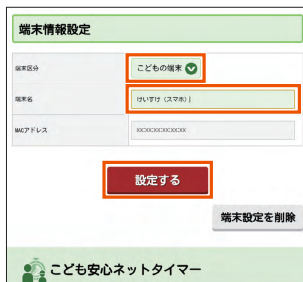 端末情報設定
端末区分
こどもの端末
端末名
けいすけ (スマホ)
MACアドレス
XXXXXXXXXXXX
設定する
端末設定を削除
こども安心ネットタイマー